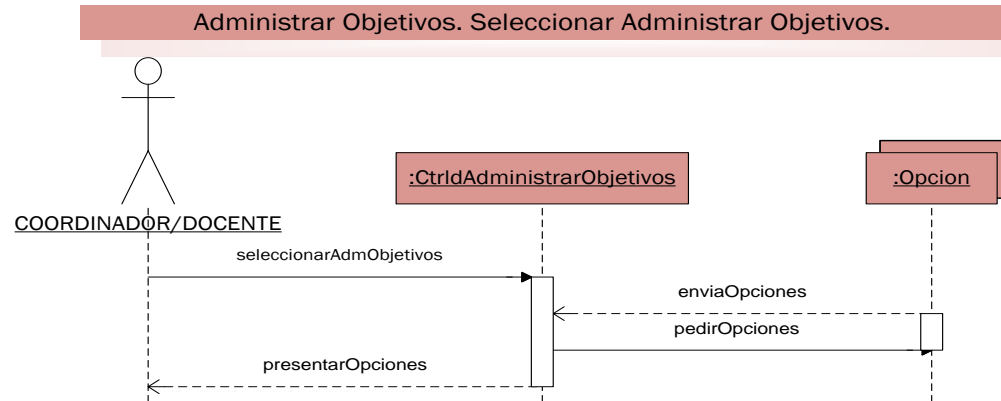 Administrar Objetivos. Seleccionar Administrar Objetivos.
:CtrldAdministrarObjetivos
:Opcion
COORDINADOR/DOCENTE
seleccionarAdmObjetivos
enviaOpciones
pedirOpciones
presentarOpciones